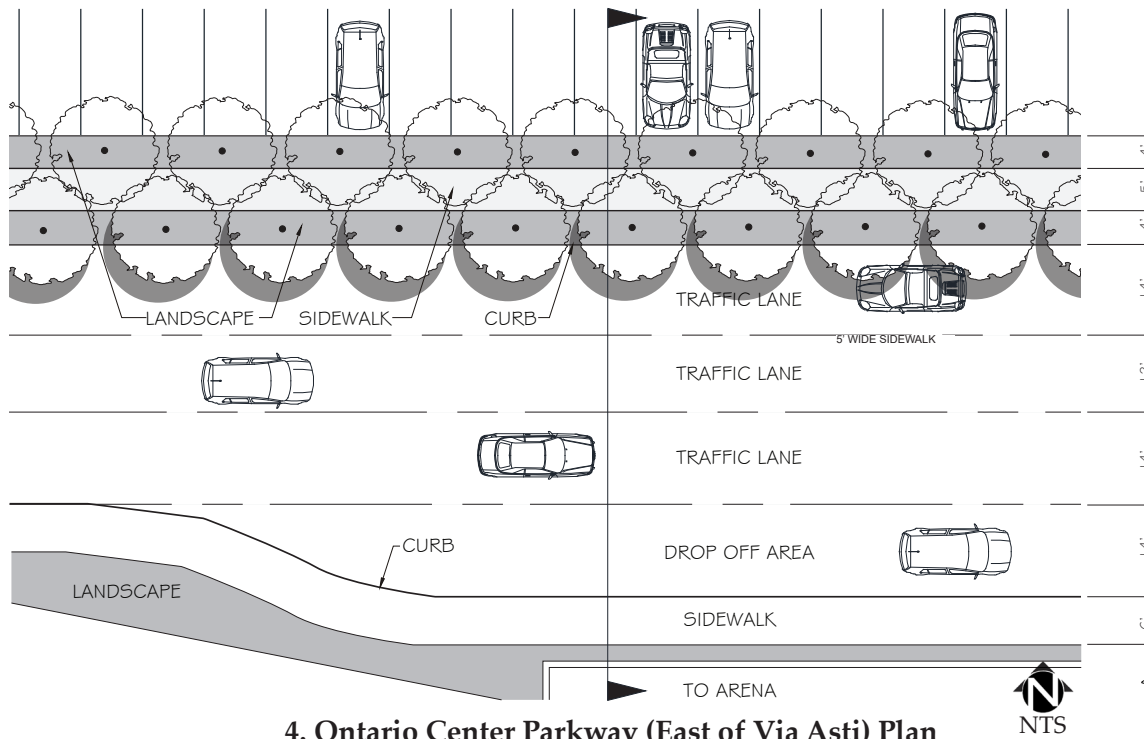 TRAFFIC LANE
LANDSCAPE
SIDEWALK
CURB
5' WIDE SIDEWALK
TRAFFIC LANE
TRAFFIC LANE
CURB
DROP OFF AREA
LANDSCAPE
SIDEWALK
TO ARENA
N
NTS
4. Ontario Center Parkway (East of Via Asti) Plan